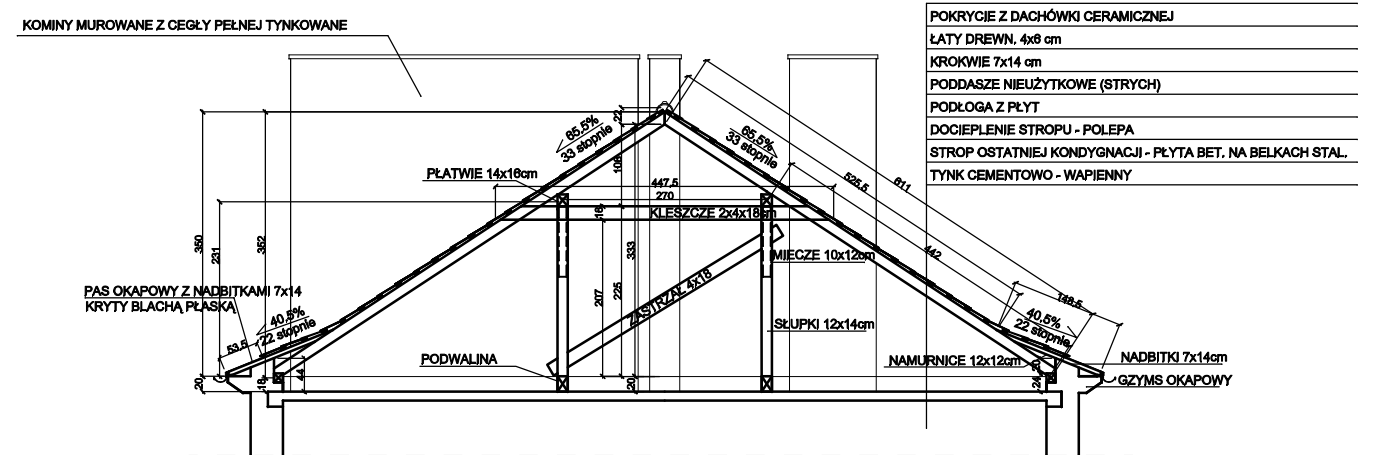 KOMINY MUROWANE Z CEGŁY PEŁNEJ TYNKOWANE
POKRYCIE Z DACHÓWKI CERAMICZNEJ
ŁATY DREWN. 4x6 cm
KROKWIE 7x14 cm
PODDASZE NIEUŻYTKOWE (STRYCH)
PODŁOGA Z PŁYT
DOCIEPLENIE STROPU - POLEPA
STROP OSTATNIEJ KONDYGNACJI - PŁYTA BET. NA BELKACH STAL.
TYNK CEMENTOWO - WAPIENNY
22
65,5%
33 stopnie
65,5%
33 stopnie
106
PŁATWIE 14x16cm
447,5
270
525,5
611
16
KLESZCZE 2x4x18cm
350
231
352
333
207
225
442
MIECZE 10x12cm
ZASTRZAŁ 4x18
PAS OKAPOWY Z NADBITKAMI 7x14
KRYTY BLACHĄ PŁASKĄ
148,5
40,5%
22 stopnie
40,5%
22 stopnie
SŁUPKI 12x14cm
53,5
PODWALINA
NAMURNICE 12x12cm
NADBITKI 7x14cm
GZYMS OKAPOWY
20
18
44
20
24